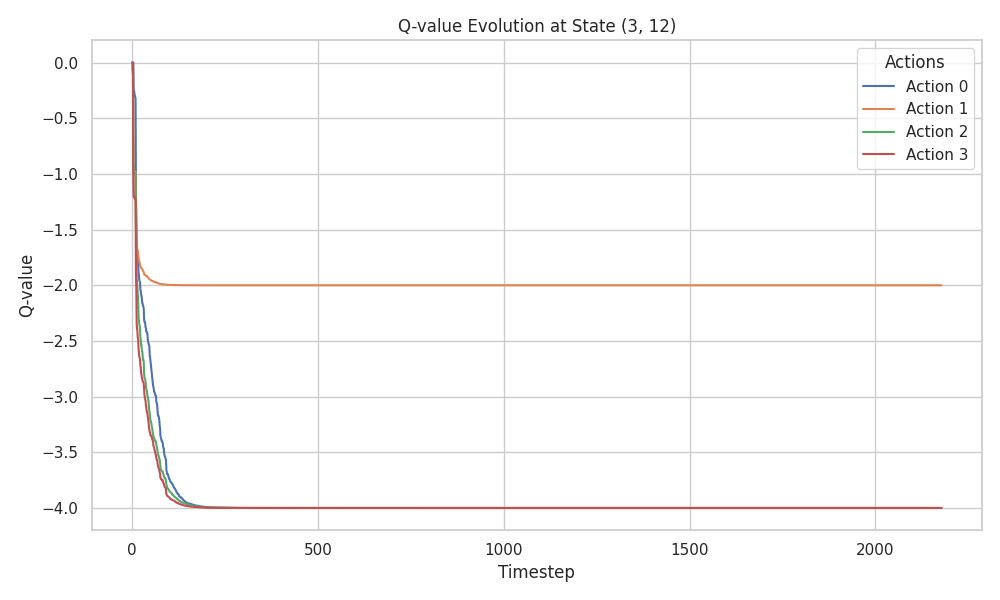 Q-value Evolution at State (3, 12)
Actions
Action 0
Action 1
Action 2
Action 3
Q-value
0.0
−0.5
−1.0
−1.5
−2.0
−2.5
−3.0
−3.5
−4.0
0 500 1000 1500 2000
Timestep